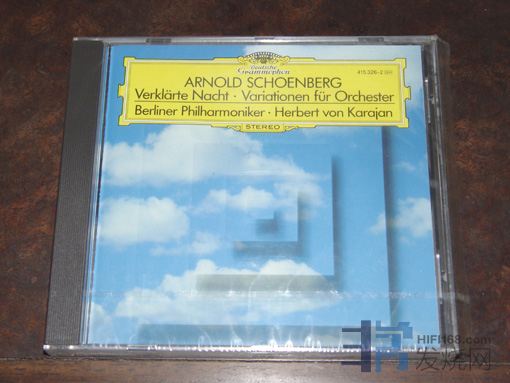 Deutsche
Grammophon
415 326-2 GH
ARNOLD SCHOENBERG
Verklärte Nacht · Variationen für Orchester
Berliner Philharmoniker · Herbert von Karajan
STEREO
HIFI168.com
发烧网